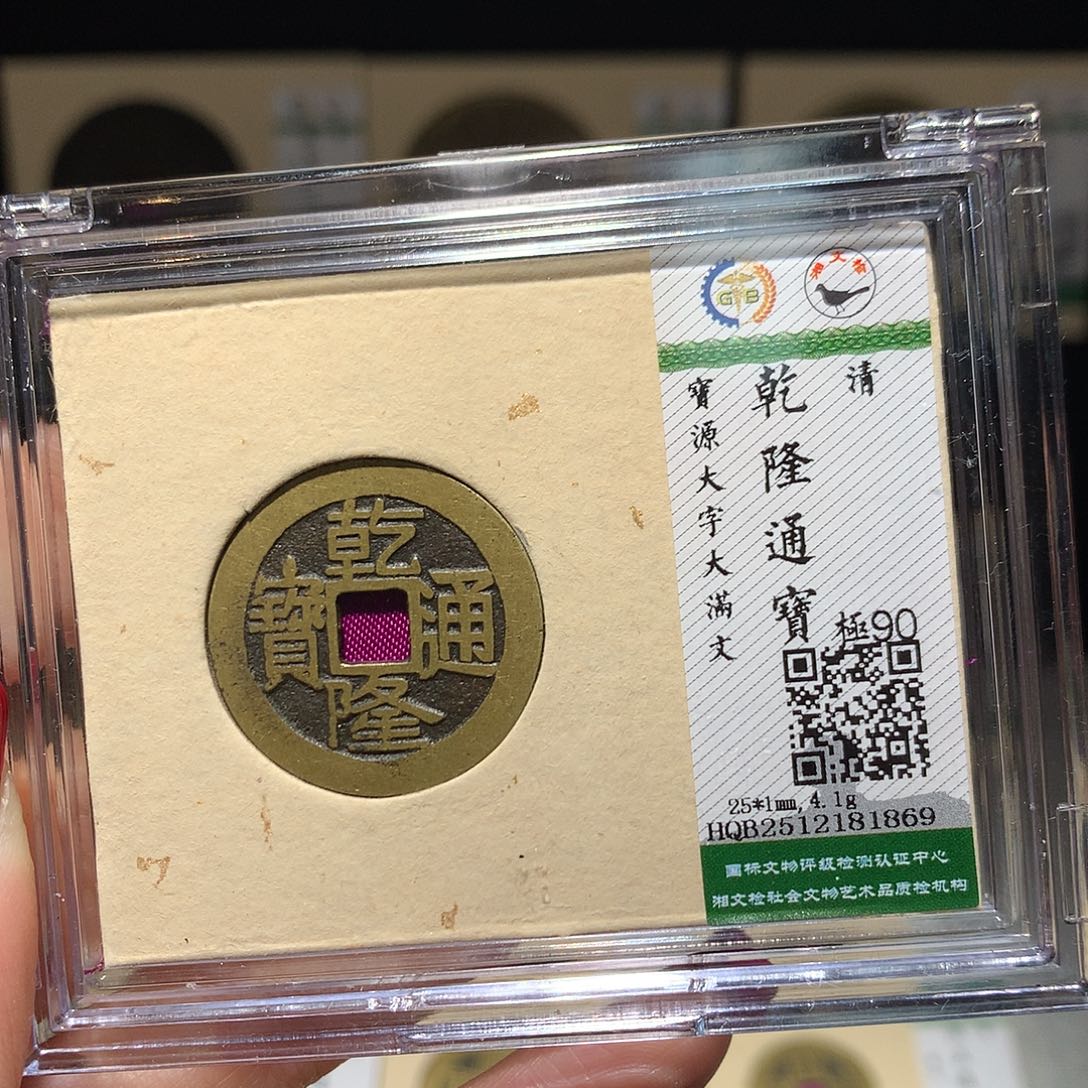 乾隆通寶
GB
湘文檢
清
乾隆通寶
寶源大字大滿文
極90
25*1mm, 4.1g
HQB2512181869
国标文物评级检测认证中心
湘文检社会文物艺术品质检机构